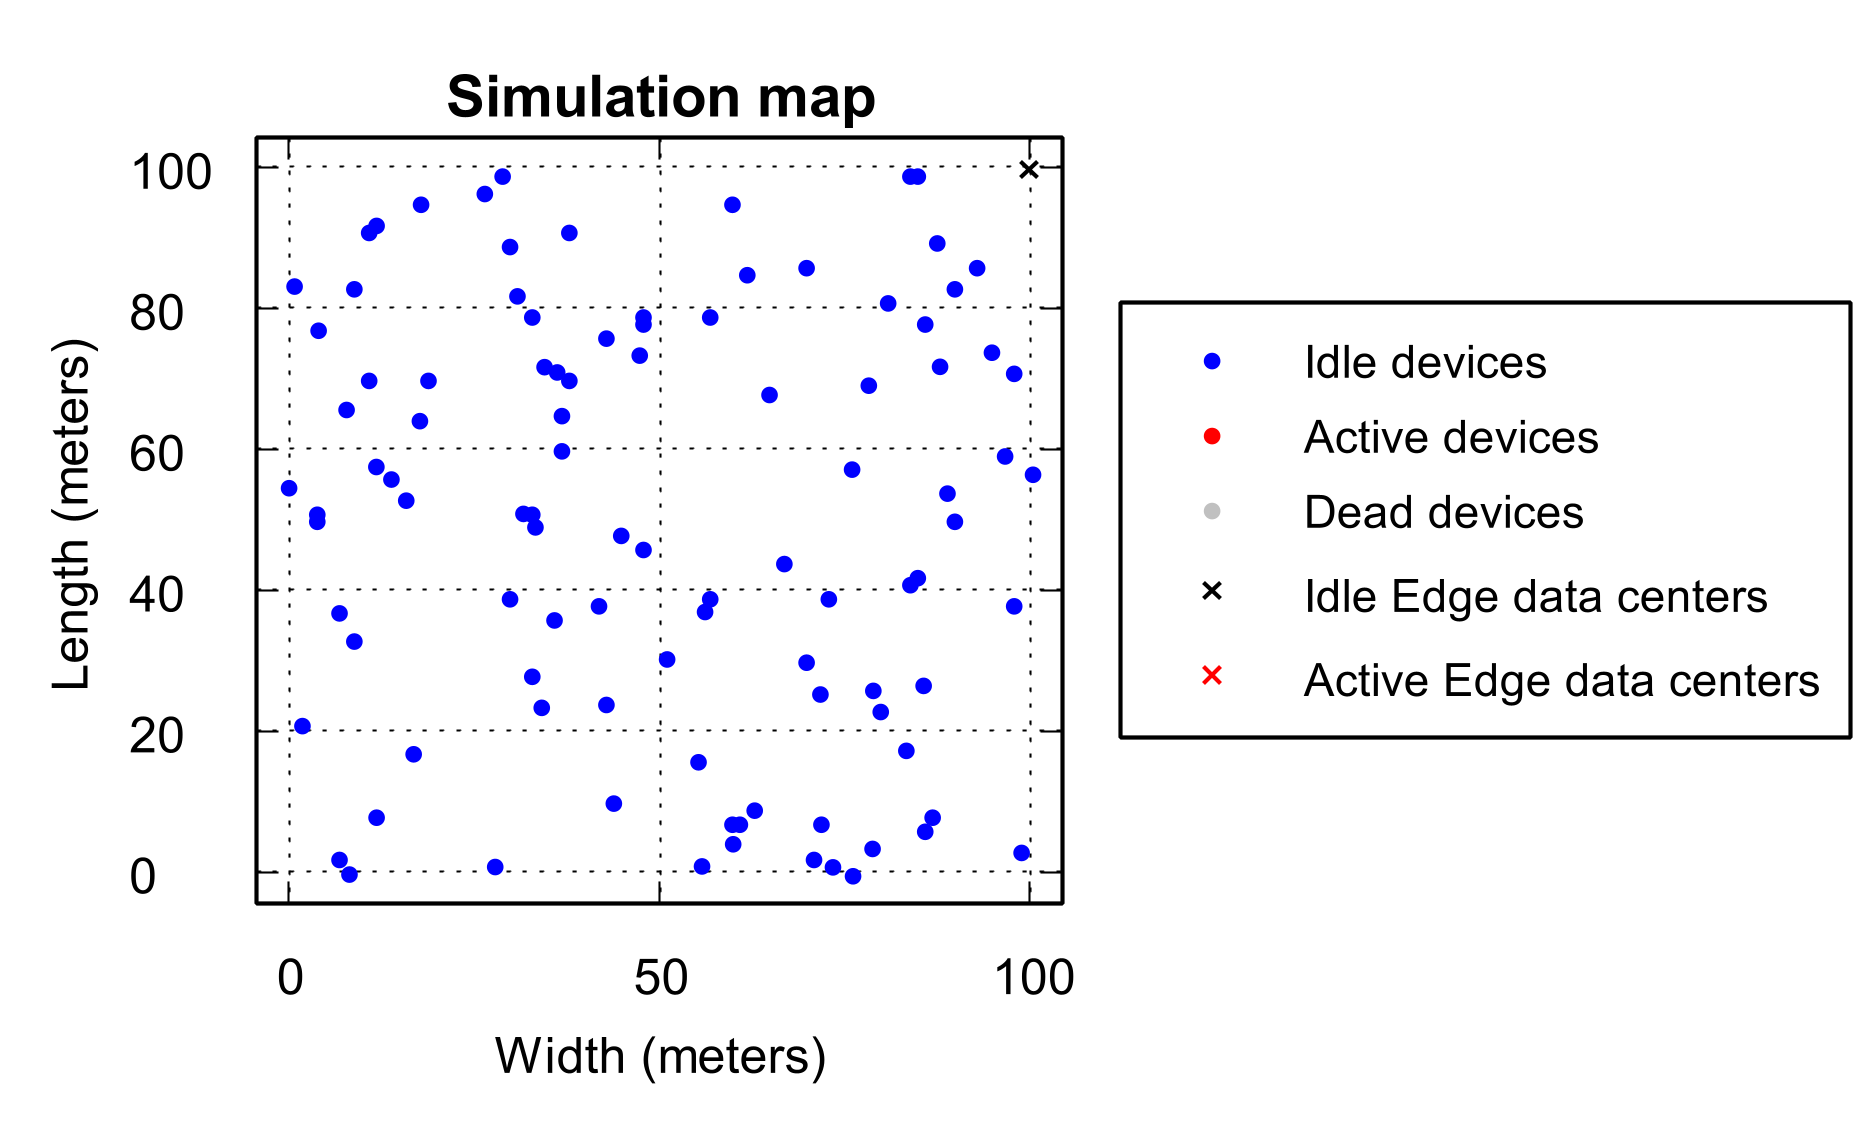 Simulation map
100
80
60
40
20
0
Length (meters)
0 50 100
Width (meters)
Idle devices
Active devices
Dead devices
Idle Edge data centers
Active Edge data centers